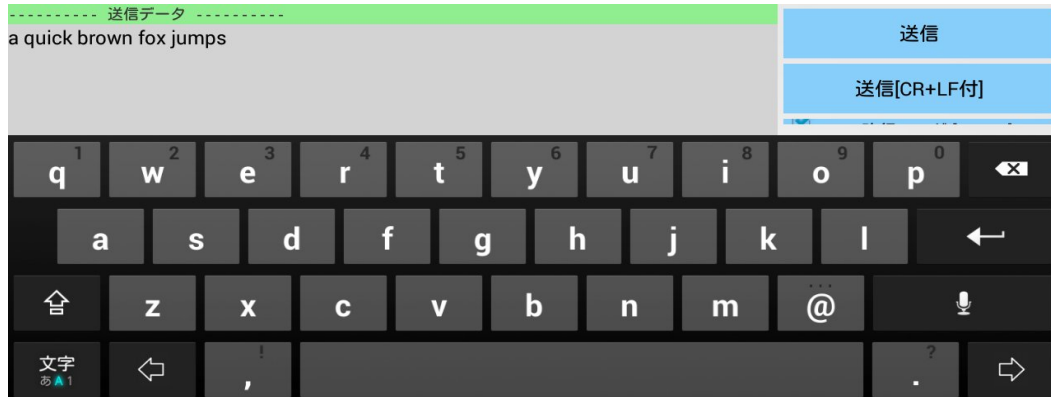 ---------- 送信データ ----------
a quick brown fox jumps
送信
送信[CR+LF付]
1 2 3 4 5 6 7 8 9 0
q w e r t y u i o p
a s d f g h j k l
z x c v b n m @
! ?
文字 , .
あA1